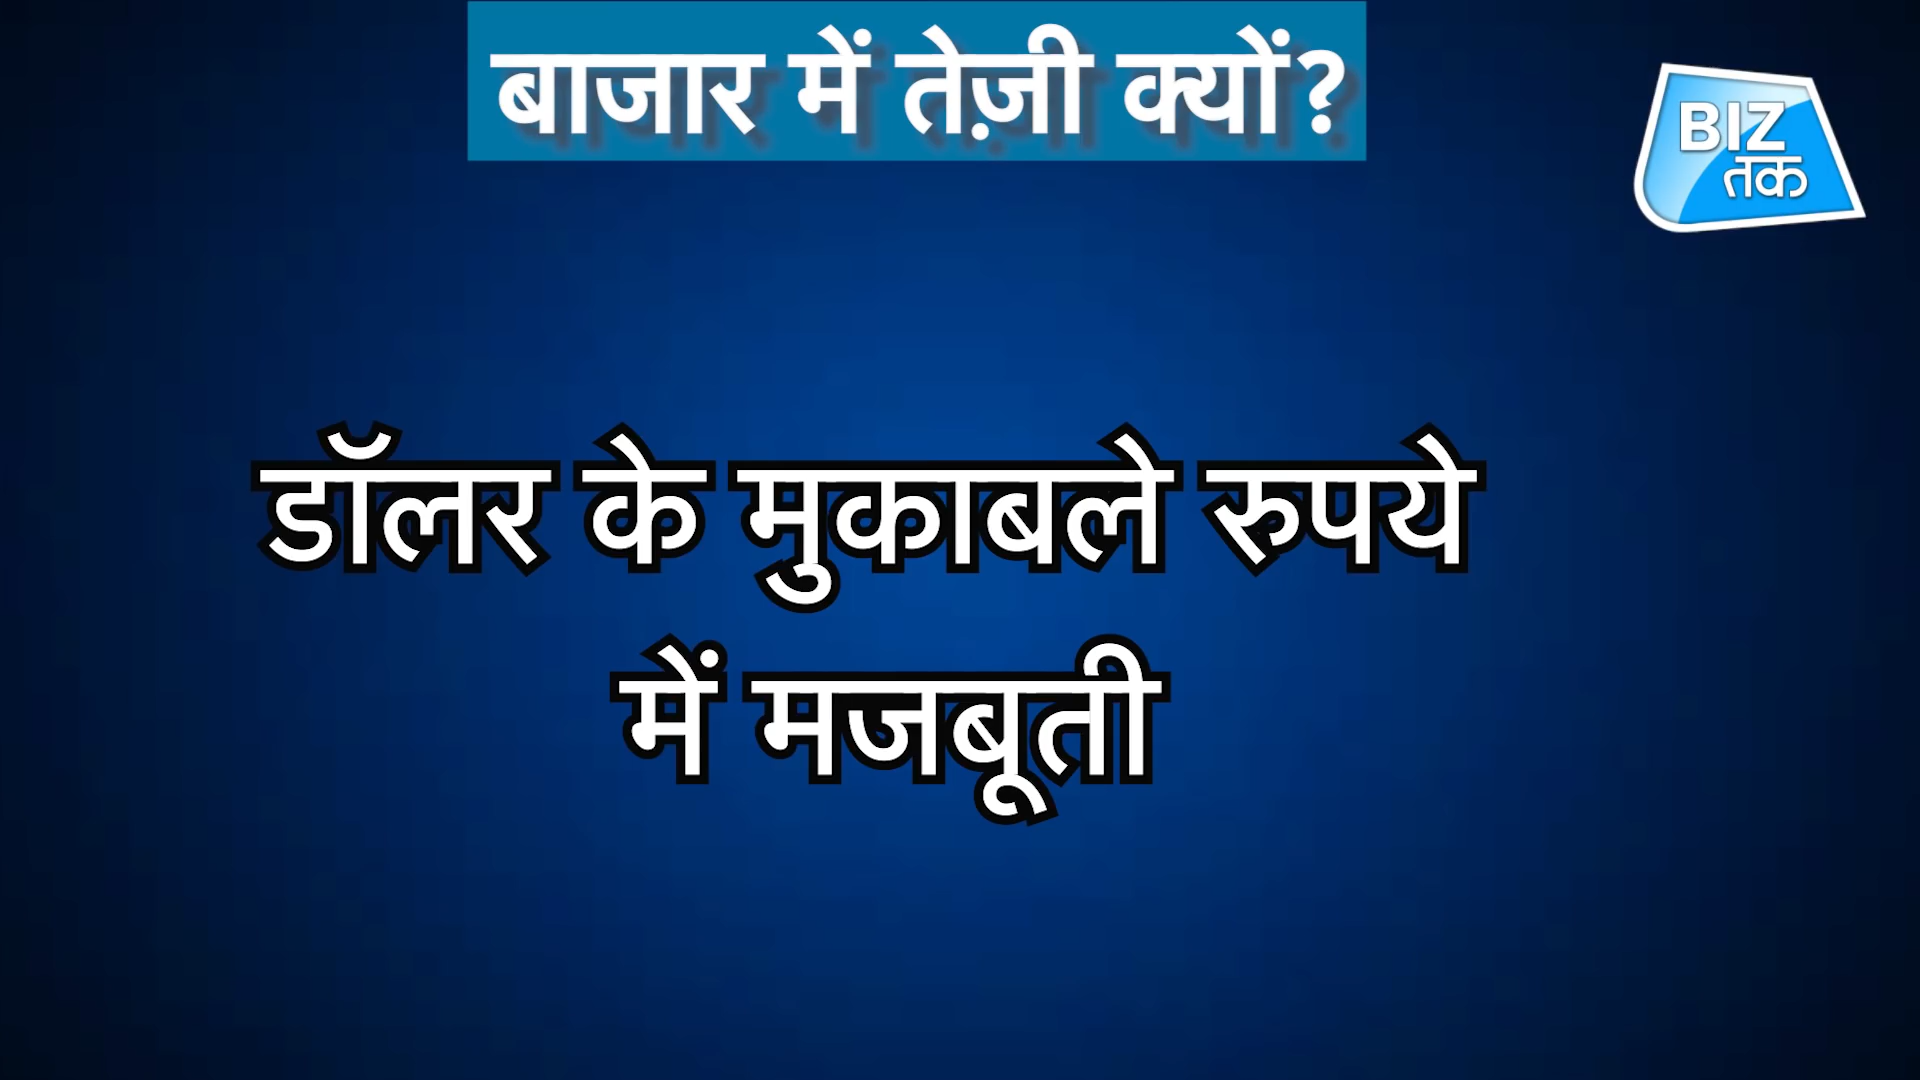 बाजार में तेज़ी क्यों?
BIZ
तक
डॉलर के मुकाबले रुपये
में मजबूती